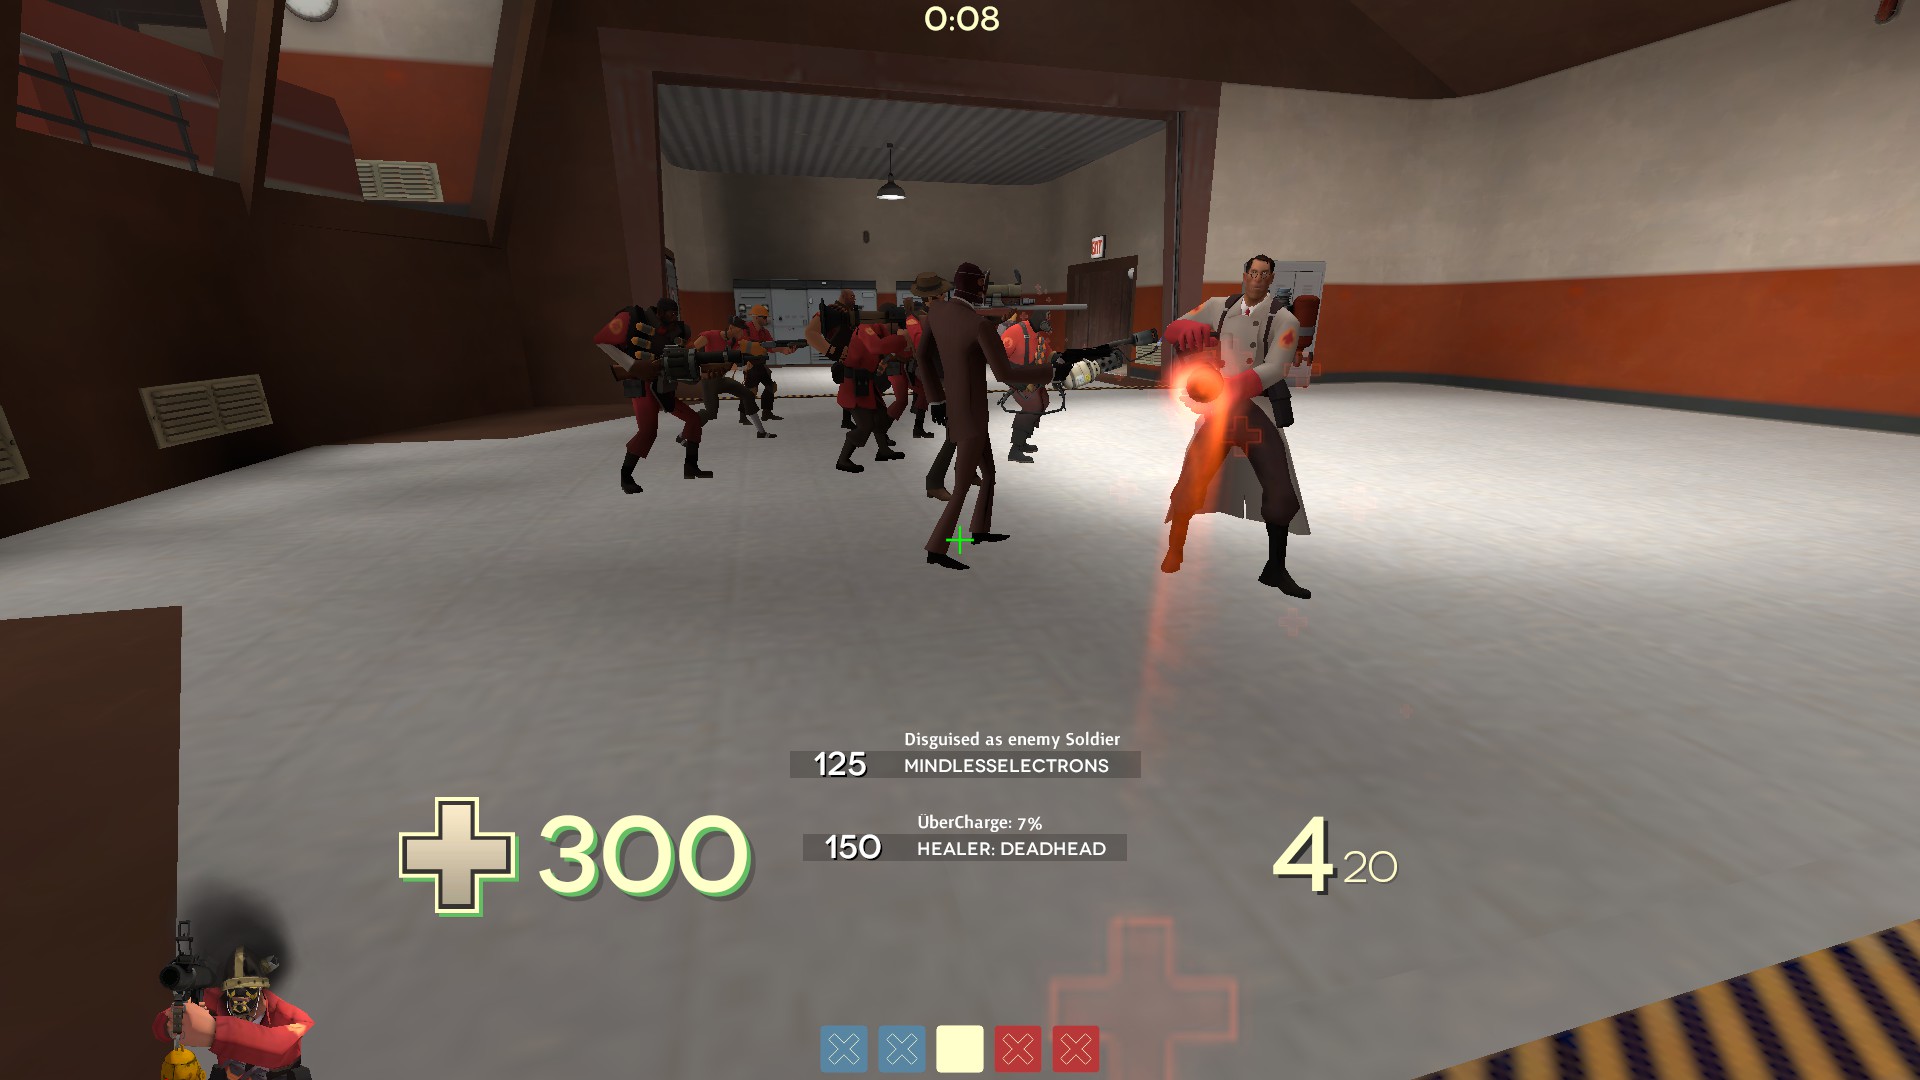 0:08
EXIT
Disguised as enemy Soldier
125 MINDLESSELECTRONS
ÜberCharge: 7%
150 HEALER: DEADHEAD
300
4 20